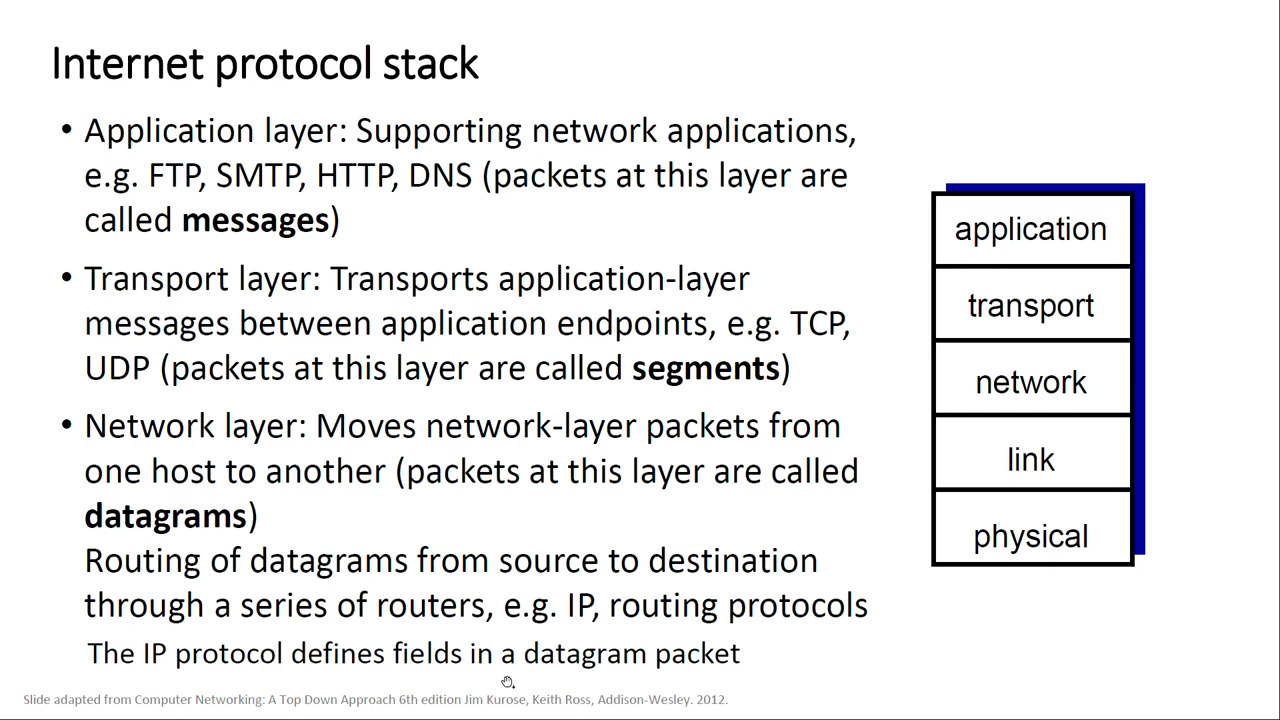 Internet protocol stack
• Application layer: Supporting network applications,
e.g. FTP, SMTP, HTTP, DNS (packets at this layer are
called messages)
• Transport layer: Transports application-layer
messages between application endpoints, e.g. TCP,
UDP (packets at this layer are called segments)
• Network layer: Moves network-layer packets from
one host to another (packets at this layer are called
datagrams)
Routing of datagrams from source to destination
through a series of routers, e.g. IP, routing protocols
The IP protocol defines fields in a datagram packet
application
transport
network
link
physical
Slide adapted from Computer Networking: A Top Down Approach 6th edition Jim Kurose, Keith Ross, Addison-Wesley. 2012.